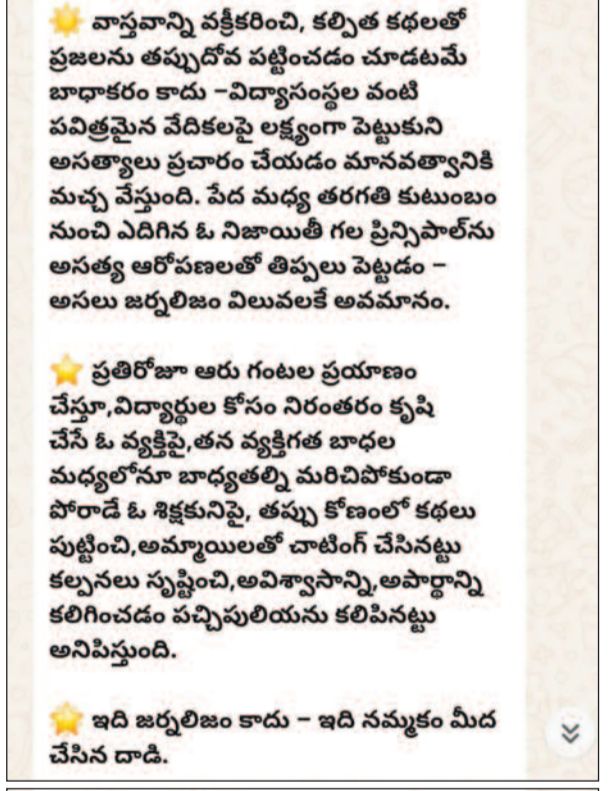 🌟 వాస్తవాన్ని వక్రీకరించి, కల్పిత కథలతో
ప్రజలను తప్పుదోవ పట్టించడం చూడటమే
బాధాకరం కాదు –విద్యాసంస్థల వంటి
పవిత్రమైన వేదికలపై లక్ష్యంగా పెట్టుకుని
అసత్యాలు ప్రచారం చేయడం మానవత్వానికి
మచ్చ వేస్తుంది. పేద మధ్య తరగతి కుటుంబం
నుంచి ఎదిగిన ఓ నిజాయితీ గల ప్రిన్సిపాల్‌ను
అసత్య ఆరోపణలతో తిప్పలు పెట్టడం –
అసలు జర్నలిజం విలువలకే అవమానం.
⭐ ప్రతిరోజూ ఆరు గంటల ప్రయాణం
చేస్తూ,విద్యార్థుల కోసం నిరంతరం కృషి
చేసే ఓ వ్యక్తిపై,తన వ్యక్తిగత బాధల
మధ్యలోనూ బాధ్యతల్ని మరిచిపోకుండా
పోరాడే ఓ శిక్షకునిపై, తప్పు కోణంలో కథలు
పుట్టించి,అమ్మాయిలతో చాటింగ్ చేసినట్టు
కల్పనలు సృష్టించి,అవిశ్వాసాన్ని,అపార్థాన్ని
కలిగించడం పచ్చిపులియను కలిపినట్టు
అనిపిస్తుంది.
⭐ ఇది జర్నలిజం కాదు – ఇది నమ్మకం మీద
చేసిన దాడి.